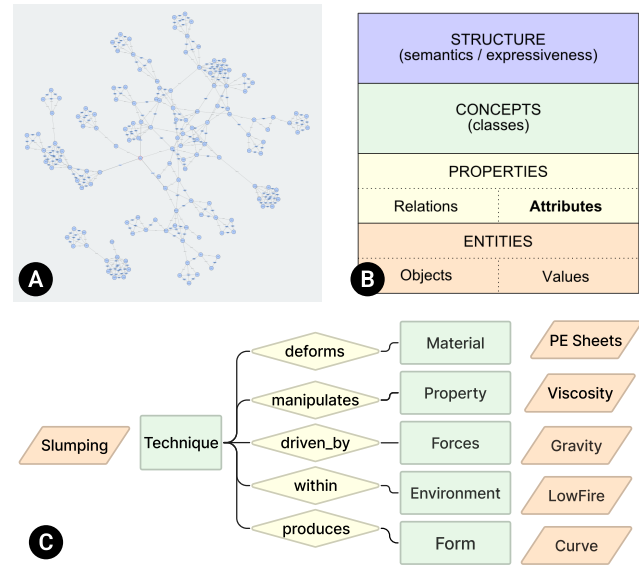 A
STRUCTURE
(semantics / expressiveness)
CONCEPTS
(classes)
PROPERTIES
Relations
Attributes
ENTITIES
Objects
Values
B
deforms
Material
PE Sheets
manipulates
Property
Viscosity
Slumping
Technique
driven_by
Forces
Gravity
within
Environment
LowFire
produces
Form
Curve
C